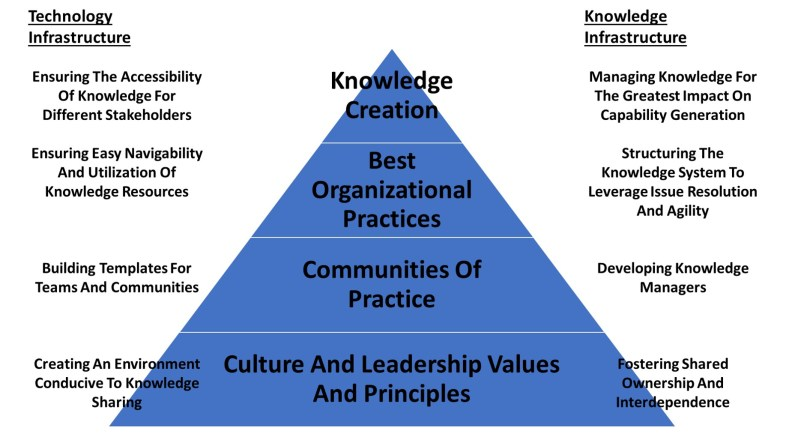 Technology
Infrastructure
Ensuring The Accessibility
Of Knowledge For
Different Stakeholders
Ensuring Easy Navigability
And Utilization Of
Knowledge Resources
Building Templates For
Teams And Communities
Creating An Environment
Conducive To Knowledge
Sharing
Knowledge
Creation
Best
Organizational
Practices
Communities Of
Practice
Culture And Leadership Values
And Principles
Knowledge
Infrastructure
Managing Knowledge For
The Greatest Impact On
Capability Generation
Structuring The
Knowledge System To
Leverage Issue Resolution
And Agility
Developing Knowledge
Managers
Fostering Shared
Ownership And
Interdependence